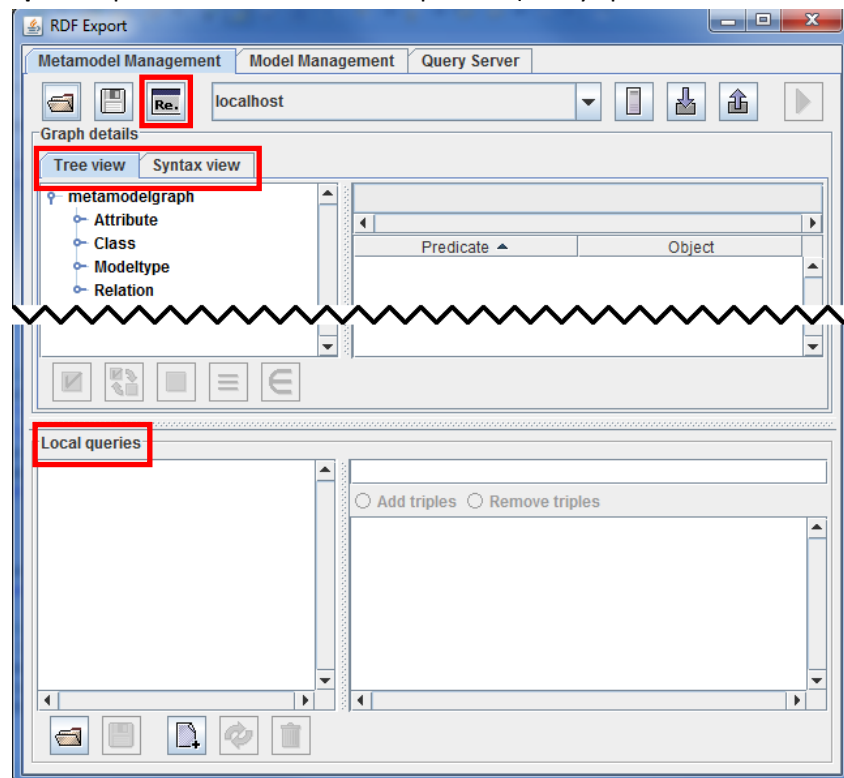 RDF Export
Metamodel Management Model Management Query Server
Re. localhost
Graph details
Tree view Syntax view
metamodelgraph
Attribute
Class
Modeltype
Relation
Predicate Object
Local queries
Add triples Remove triples